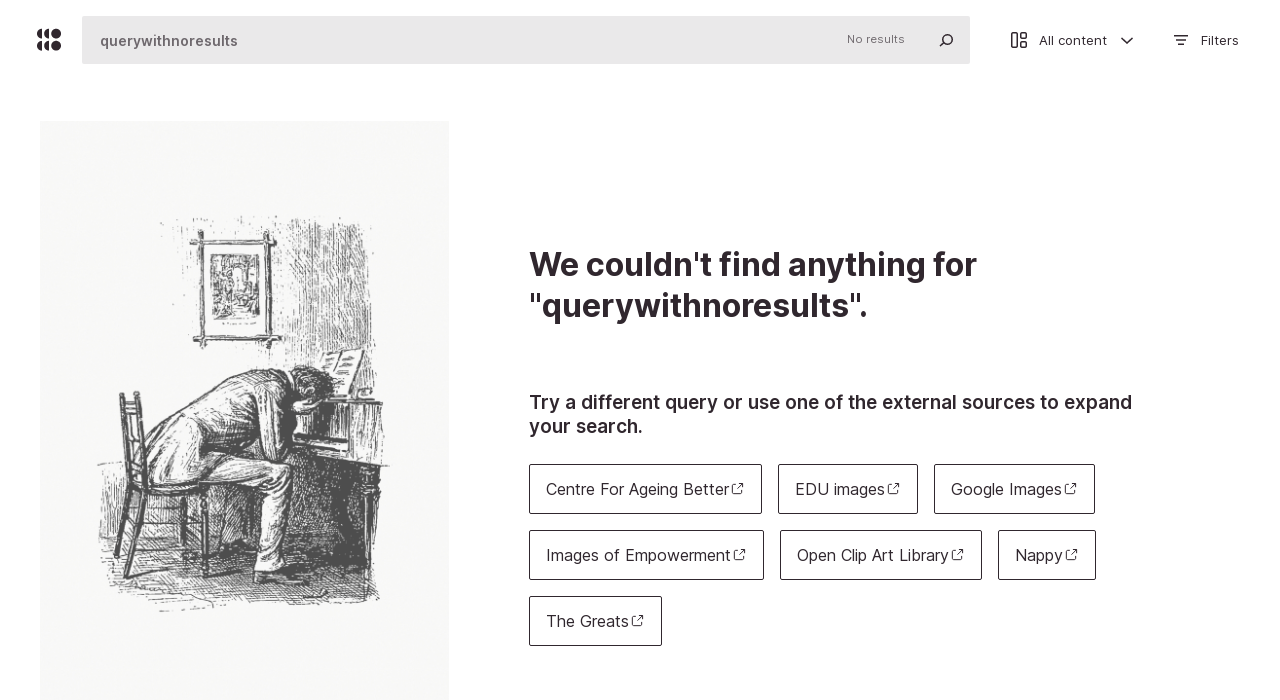 querywithnoresults
No results
All content
Filters
We couldn't find anything for
"querywithnoresults".
Try a different query or use one of the external sources to expand
your search.
Centre For Ageing Better
EDU images
Google Images
Images of Empowerment
Open Clip Art Library
Nappy
The Greats